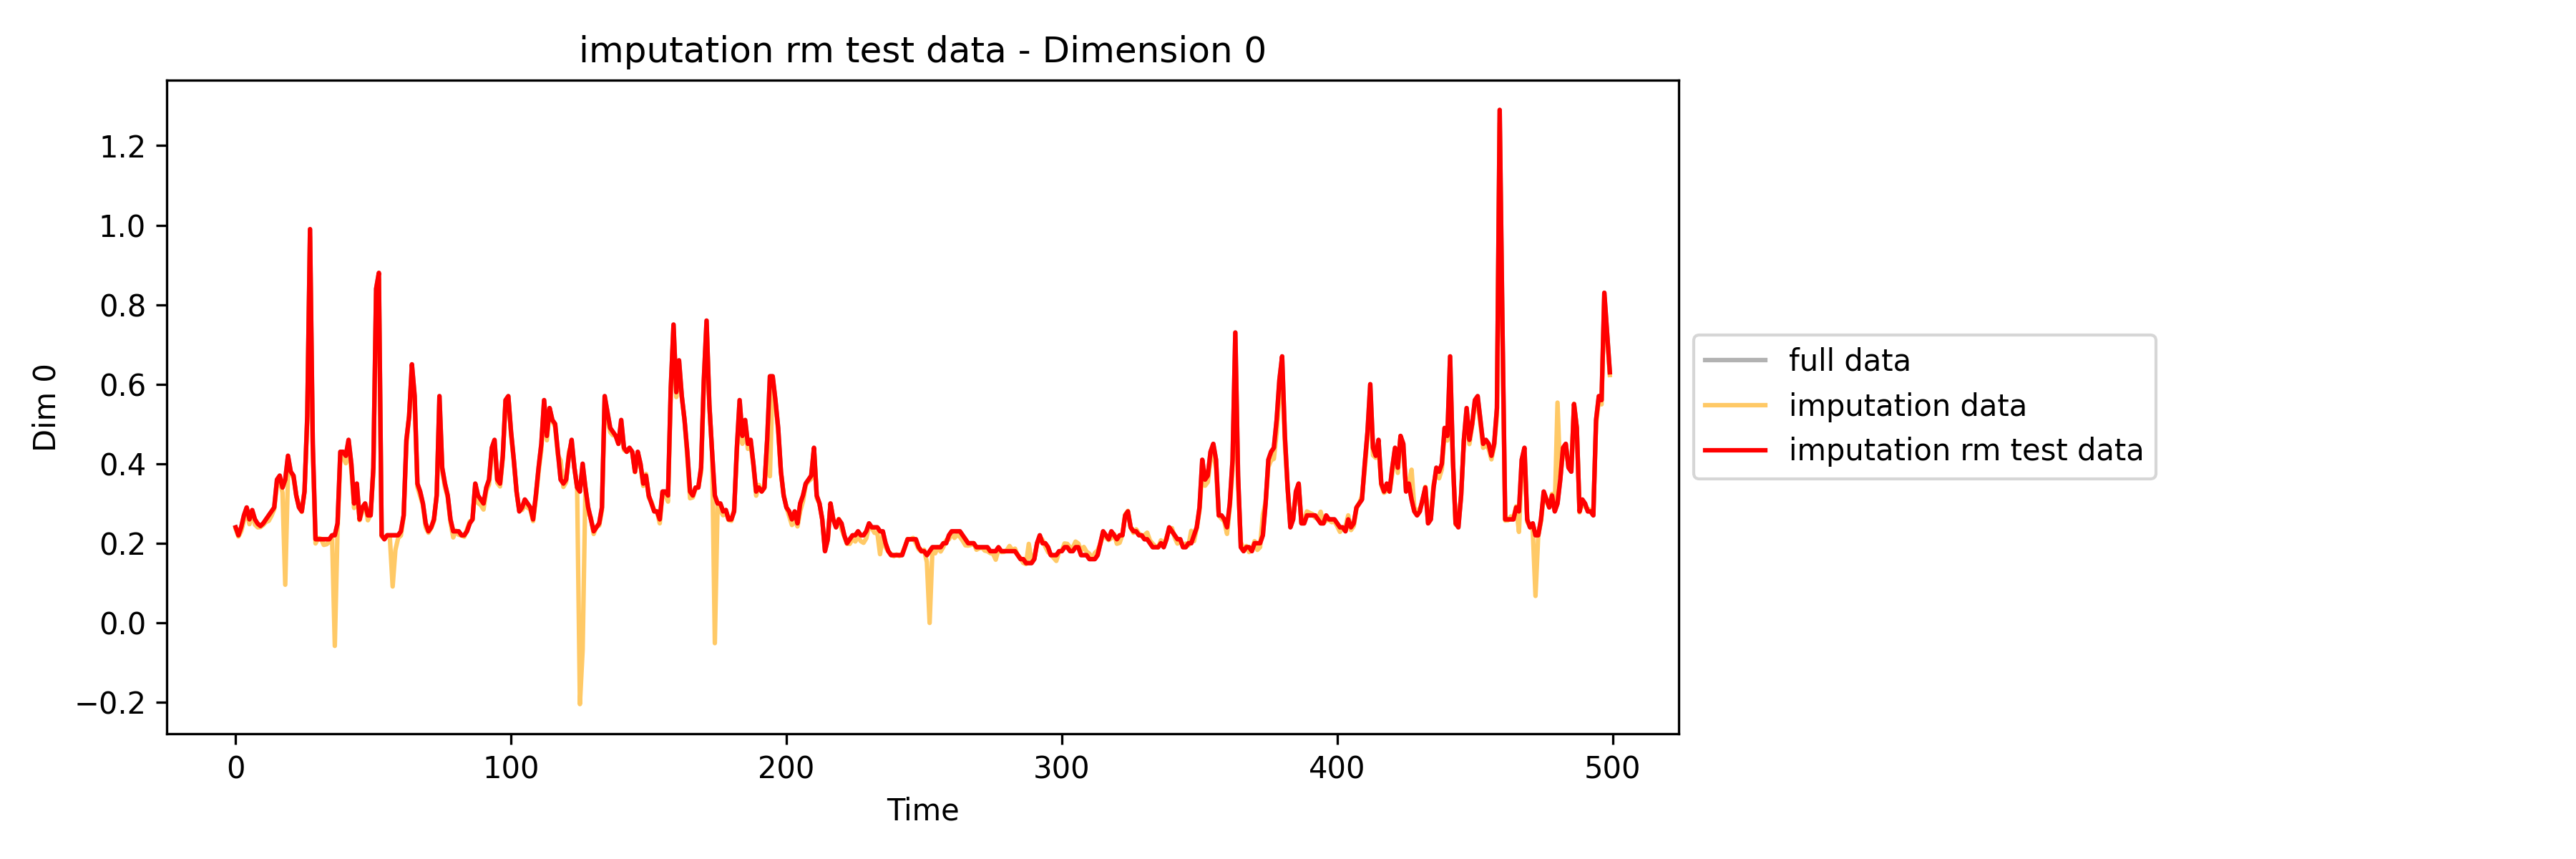 imputation rm test data - Dimension 0
1.2
1.0
0.8
0.6
0.4
0.2
0.0
−0.2
Dim 0
0 100 200 300 400 500
Time
full data
imputation data
imputation rm test data